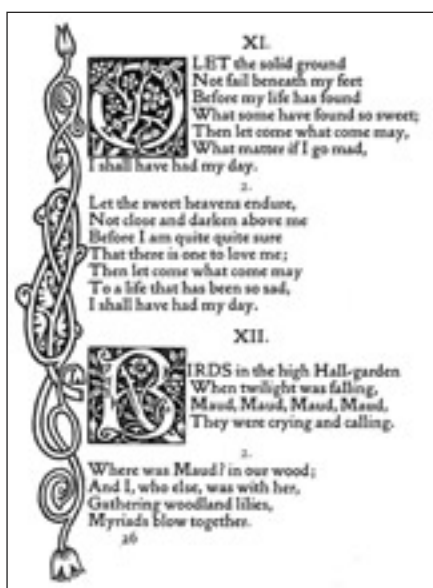 XI.
O LET the solid ground
Not fail beneath my feet
Before my life has found
What some have found so sweet;
Then let come what come may,
What matter if I go mad,
I shall have had my day.
2.
Let the sweet heavens endure,
Not close and darken above me
Before I am quite quite sure
That there is one to love me;
Then let come what come may
To a life that has been so sad,
I shall have had my day.
XII.
BIRDS in the high Hall-garden
When twilight was falling,
Maud, Maud, Maud, Maud,
They were crying and calling.
2.
Where was Maud? in our wood;
And I, who else, was with her,
Gathering woodland lilies,
Myriads blow together.
26